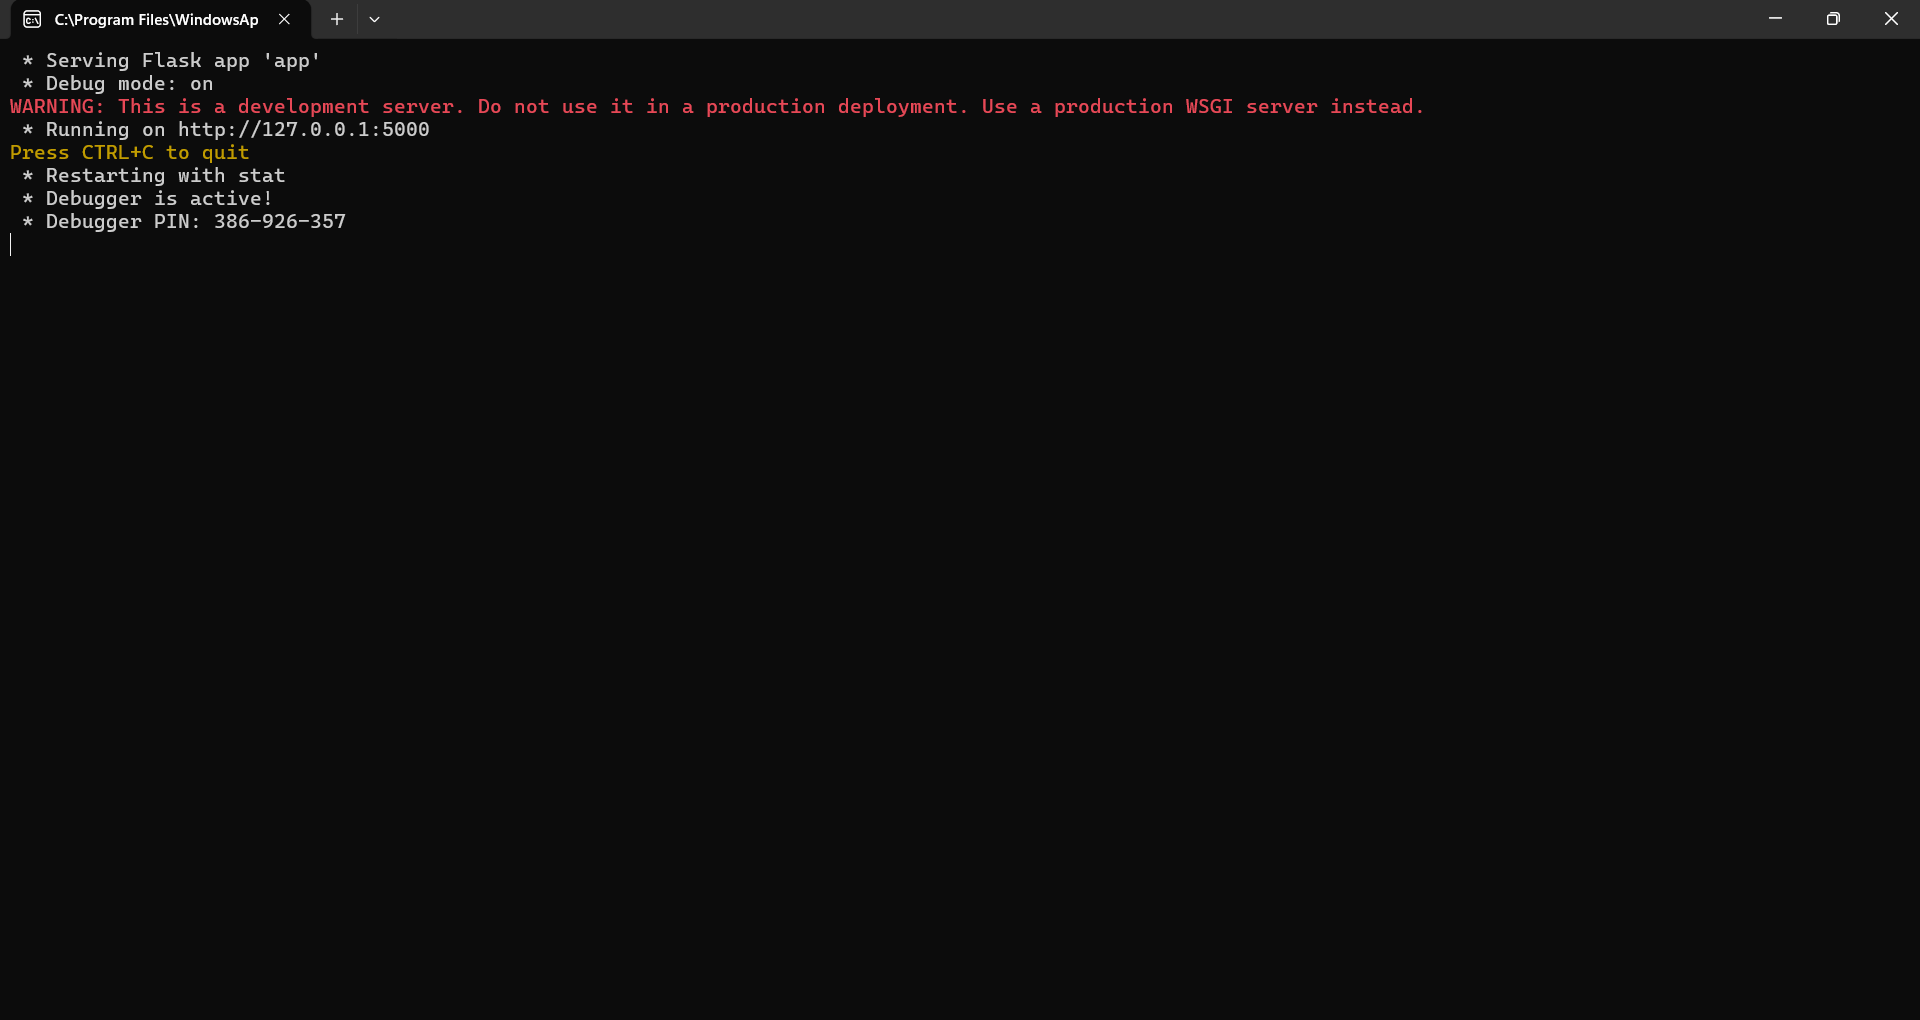 C:\Program Files\WindowsAp
* Serving Flask app 'app'
* Debug mode: on
WARNING: This is a development server. Do not use it in a production deployment. Use a production WSGI server instead.
* Running on http://127.0.0.1:5000
Press CTRL+C to quit
* Restarting with stat
* Debugger is active!
* Debugger PIN: 386-926-357